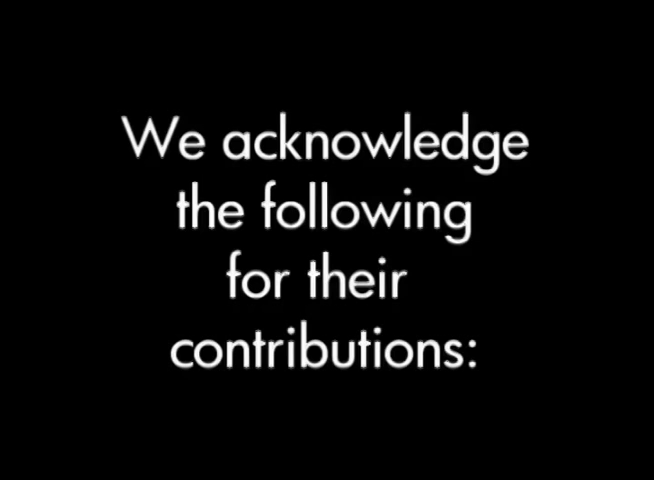 We acknowledge
the following
for their
contributions: